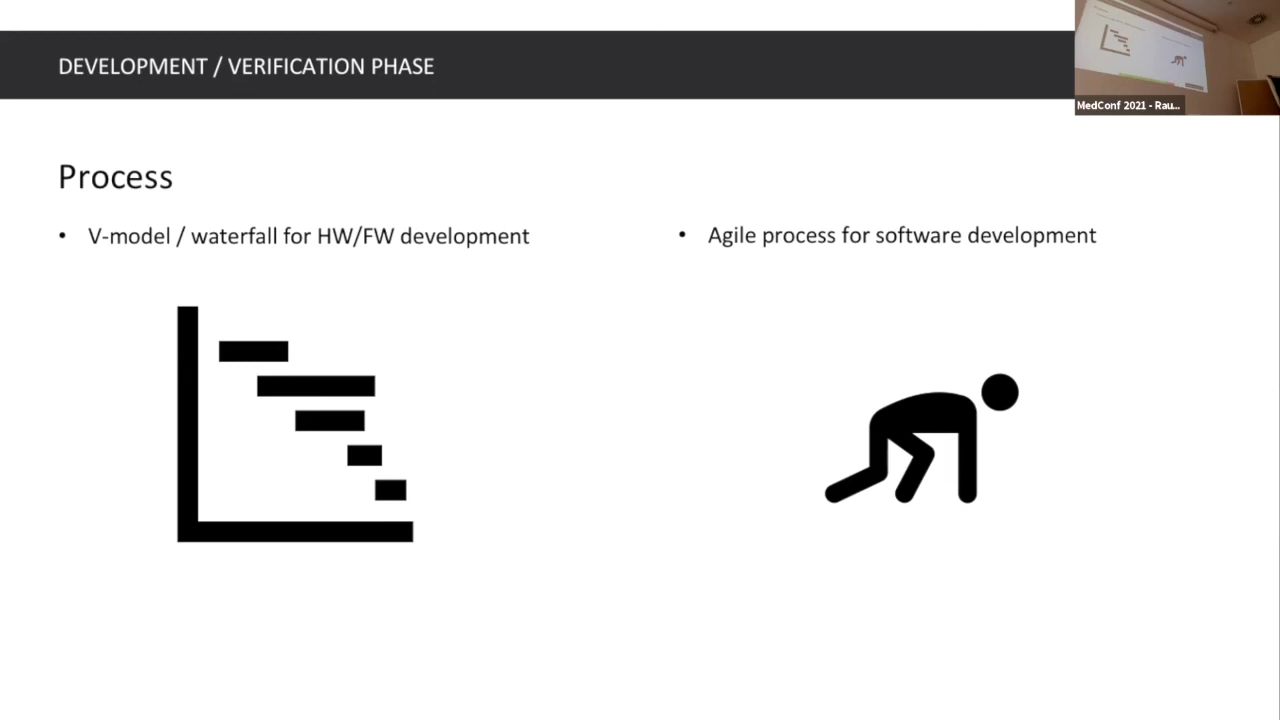 DEVELOPMENT / VERIFICATION PHASE
MedConf 2021 - Rau...
Process
• V-model / waterfall for HW/FW development
• Agile process for software development